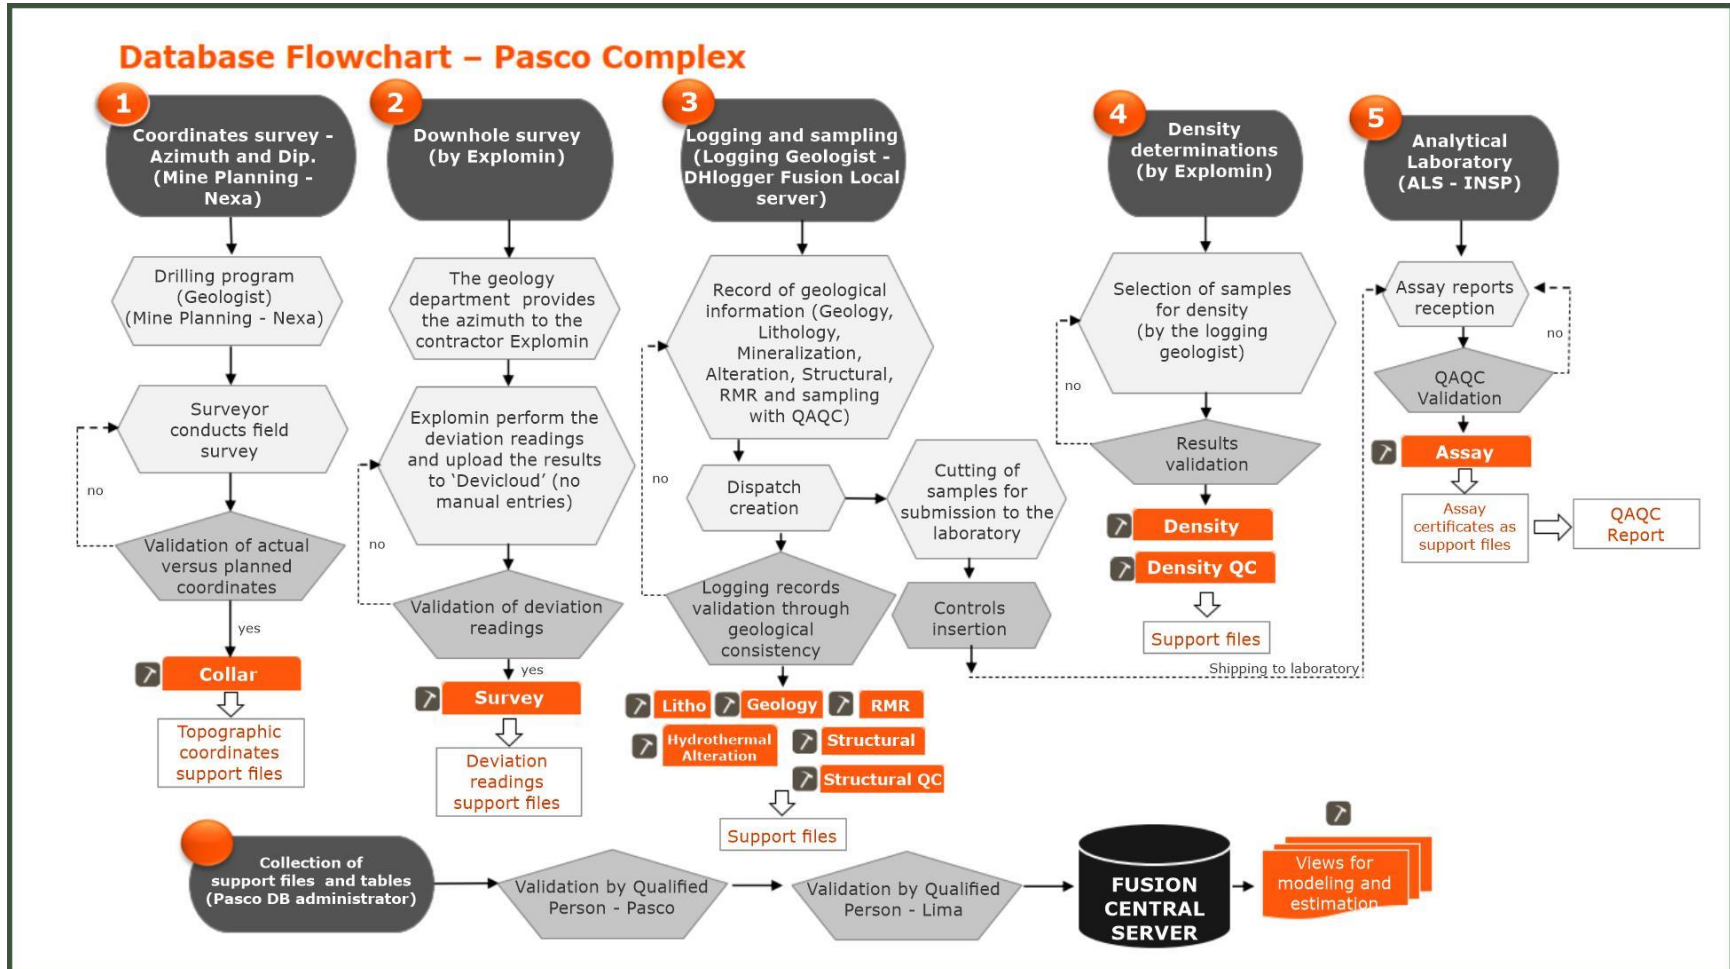 Database Flowchart – Pasco Complex
1
Coordinates survey -
Azimuth and Dip.
(Mine Planning -
Nexa)
Drilling program
(Geologist)
(Mine Planning - Nexa)
Surveyor
conducts field
survey
no
Validation of actual
versus planned
coordinates
yes
Collar
Topographic
coordinates
support files
2
Downhole survey
(by Explomin)
The geology
department provides
the azimuth to the
contractor Explomin
Explomin perform the
deviation readings
and upload the results
to ‘Devicloud’ (no
manual entries)
no
Validation of deviation
readings
yes
Survey
Deviation
readings
support files
3
Logging and sampling
(Logging Geologist -
DHlogger Fusion Local
server)
Record of geological
information (Geology,
Lithology,
Mineralization,
Alteration, Structural,
RMR and sampling
with QAQC)
no
Dispatch
creation
Cutting of
samples for
submission to the
laboratory
Logging records
validation through
geological
consistency
Controls
insertion
Shipping to laboratory
Litho
Geology
RMR
Hydrothermal
Alteration
Structural
Structural QC
Support files
4
Density
determinations
(by Explomin)
Selection of samples
for density
(by the logging
geologist)
no
Results
validation
Density
Density QC
Support files
5
Analytical
Laboratory
(ALS - INSP)
Assay reports
reception
no
QAQC
Validation
Assay
Assay
certificates as
support files
QAQC
Report
Collection of
support files and tables
(Pasco DB administrator)
Validation by Qualified
Person - Pasco
Validation by Qualified
Person - Lima
FUSION
CENTRAL
SERVER
Views for
modeling and
estimation